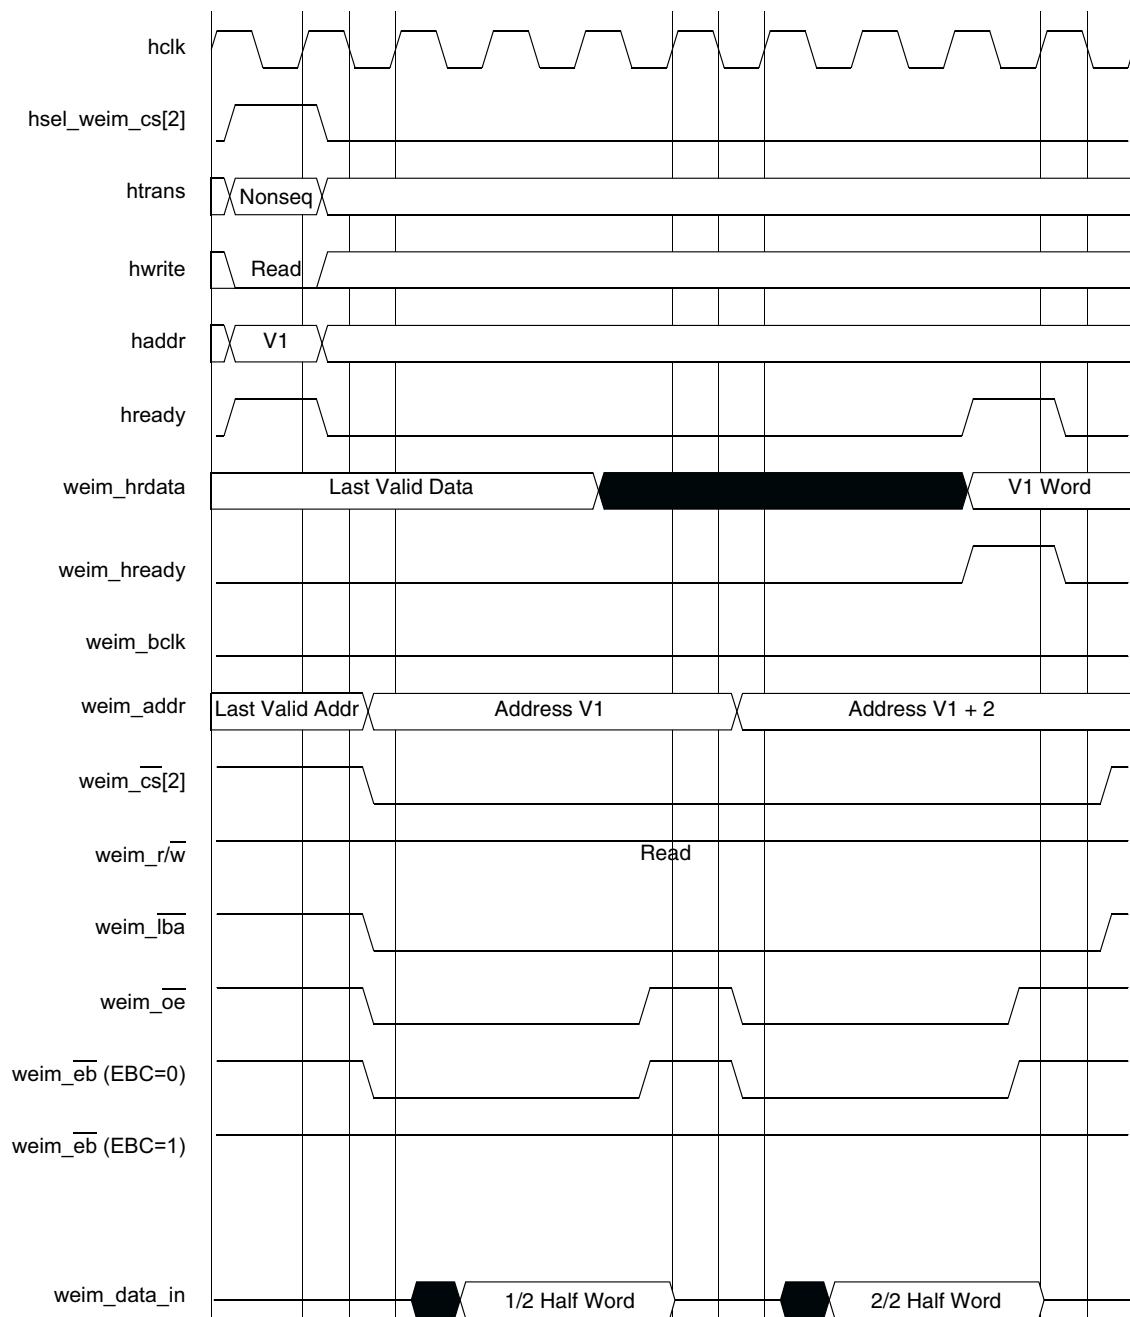 hclk
hsel_weim_cs[2]
htrans Nonseq
hwrite Read
haddr V1
hready
weim_hrdata Last Valid Data V1 Word
weim_hready
weim_bclk
weim_addr Last Valid Addr Address V1 Address V1 + 2
weim_cs[2]
weim_r/w Read
weim_lba
weim_oe
weim_eb (EBC=0)
weim_eb (EBC=1)
weim_data_in 1/2 Half Word 2/2 Half Word